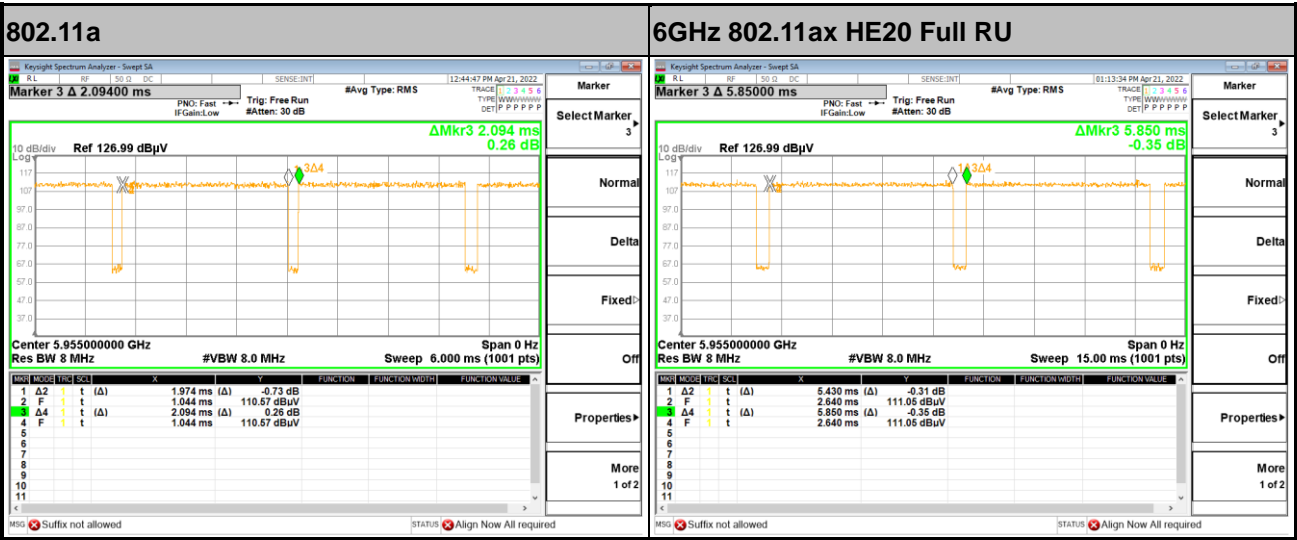 802.11a
Keysight Spectrum Analyzer - Swept SA
RL RF 50 Ω DC SENSE:INT 12:44:47 PM Apr 21, 2022
Marker 3 Δ 2.09400 ms
PNO: Fast
IFGain:Low
Trig: Free Run
#Atten: 30 dB
#Avg Type: RMS
TRACE 1 2 3 4 5 6
TYPE WWWWWW
DET P P P P P P
ΔMkr3 2.094 ms
0.26 dB
10 dB/div Ref 126.99 dBµV
Log
117
107
97.0
87.0
77.0
67.0
57.0
47.0
37.0
3Δ4
Center 5.955000000 GHz Span 0 Hz
Res BW 8 MHz #VBW 8.0 MHz Sweep 6.000 ms (1001 pts)
MKR MODE TRC SCL X Y FUNCTION FUNCTION WIDTH FUNCTION VALUE
1 Δ2 1 t (Δ) 1.974 ms (Δ) -0.73 dB
2 F 1 t 1.044 ms 110.57 dBµV
3 Δ4 1 t (Δ) 2.094 ms (Δ) 0.26 dB
4 F 1 t 1.044 ms 110.57 dBµV
5
6
7
8
9
10
11
MSG Suffix not allowed STATUS Align Now All required
Marker
Select Marker
3
Normal
Delta
Fixed
Off
Properties
More
1 of 2
6GHz 802.11ax HE20 Full RU
Keysight Spectrum Analyzer - Swept SA
RL RF 50 Ω DC SENSE:INT 01:13:34 PM Apr 21, 2022
Marker 3 Δ 5.85000 ms
PNO: Fast
IFGain:Low
Trig: Free Run
#Atten: 30 dB
#Avg Type: RMS
TRACE 1 2 3 4 5 6
TYPE WWWWWW
DET P P P P P P
ΔMkr3 5.850 ms
-0.35 dB
10 dB/div Ref 126.99 dBµV
Log
117
107
97.0
87.0
77.0
67.0
57.0
47.0
37.0
3Δ4
Center 5.955000000 GHz Span 0 Hz
Res BW 8 MHz #VBW 8.0 MHz Sweep 15.00 ms (1001 pts)
MKR MODE TRC SCL X Y FUNCTION FUNCTION WIDTH FUNCTION VALUE
1 Δ2 1 t (Δ) 5.430 ms (Δ) -0.31 dB
2 F 1 t 2.640 ms 111.05 dBµV
3 Δ4 1 t (Δ) 5.850 ms (Δ) -0.35 dB
4 F 1 t 2.640 ms 111.05 dBµV
5
6
7
8
9
10
11
MSG Suffix not allowed STATUS Align Now All required
Marker
Select Marker
3
Normal
Delta
Fixed
Off
Properties
More
1 of 2